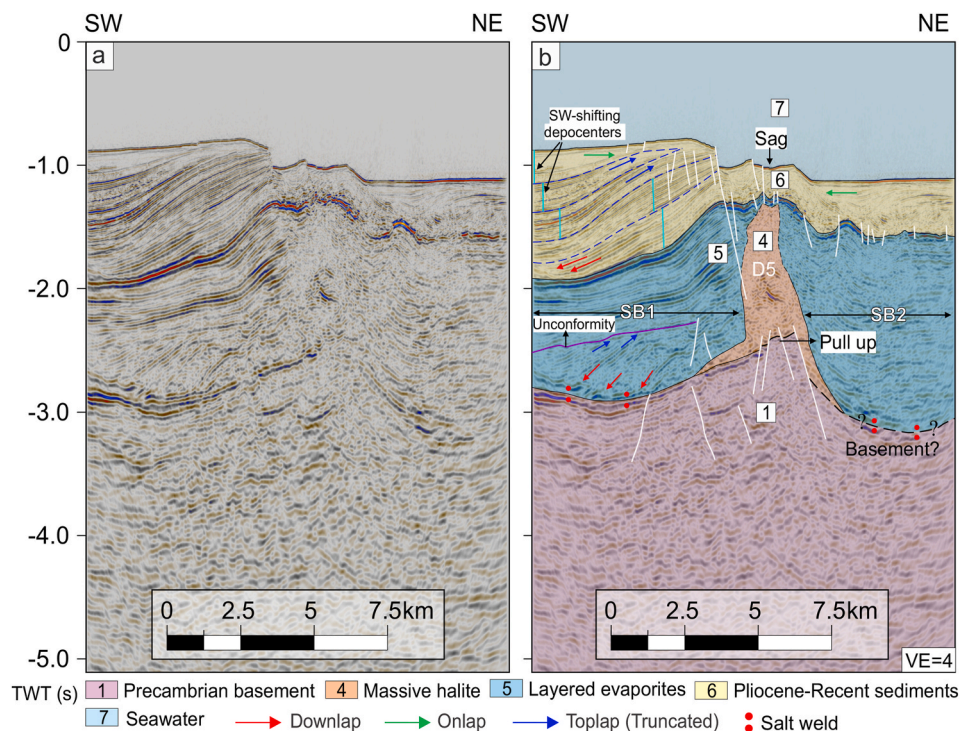 SW
NE
SW
NE
0
-1.0
-2.0
-3.0
-4.0
-5.0
TWT (s)
a
0 2.5 5 7.5km
b
7
SW-shifting
depocenters
Sag
6
4
5
D5
SB1
SB2
Unconformity
Pull up
1
? ?
Basement?
0 2.5 5 7.5km
VE=4
1 Precambrian basement 4 Massive halite 5 Layered evaporites 6 Pliocene-Recent sediments
7 Seawater Downlap Onlap Toplap (Truncated) Salt weld